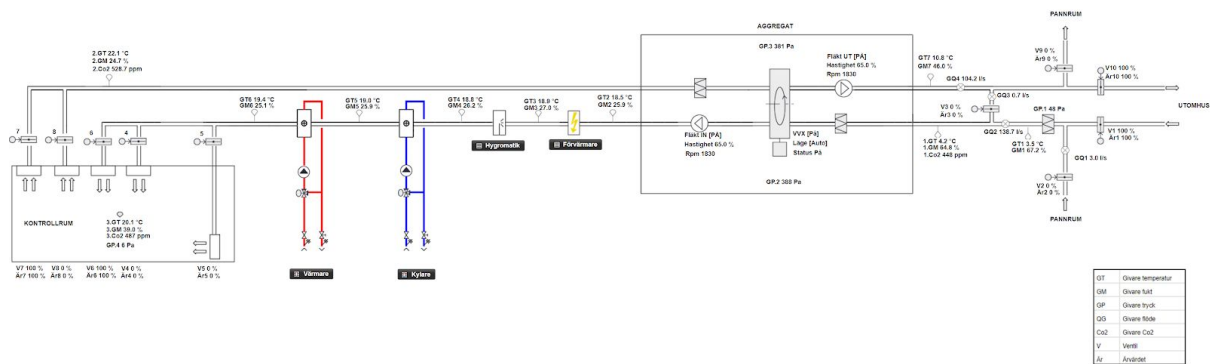 PANNRUM
AGGREGAT
2.GT 22.1 °C
2.GM 24.7 %
2.Co2 528.7 ppm
GP.3 381 Pa
Fläkt UT [PÅ]
Hastighet 65.0 %
Rpm 1830
GT7 10.8 °C
GM7 46.0 %
GQ4 104.2 l/s
V9 0 %
Är9 0 %
V10 100 %
Är10 100 %
UTOMHUS
GQ3 0.7 l/s
V3 0 %
Är3 0 %
GP.1 48 Pa
GT6 19.4 °C
GM6 25.1 %
GT5 19.0 °C
GM5 25.9 %
GT4 18.8 °C
GM4 26.2 %
GT3 18.9 °C
GM3 27.0 %
GT2 18.5 °C
GM2 25.9 %
7
8
6
4
5
Hygromatik
Förvärmare
Fläkt IN [PÅ]
Hastighet 65.0 %
Rpm 1830
VVX [På]
Läge [Auto]
Status På
1.GT 4.2 °C
1.GM 64.8 %
1.Co2 448 ppm
GQ2 138.7 l/s
GT1 3.5 °C
GM1 67.2 %
V1 100 %
Är1 100 %
GQ1 3.0 l/s
GP.2 388 Pa
V2 0 %
Är2 0 %
PANNRUM
KONTROLLRUM
3.GT 20.1 °C
3.GM 39.0 %
3.Co2 487 ppm
GP.4 6 Pa
V7 100 %
Är7 100 %
V8 0 %
Är8 0 %
V6 100 %
Är6 100 %
V4 0 %
Är4 0 %
V5 0 %
Är5 0 %
Värmare
Kylare
GT Givare temperatur
GM Givare fukt
GP Givare tryck
QG Givare flöde
Co2 Givare Co2
V Ventil
Är Ärvärdet